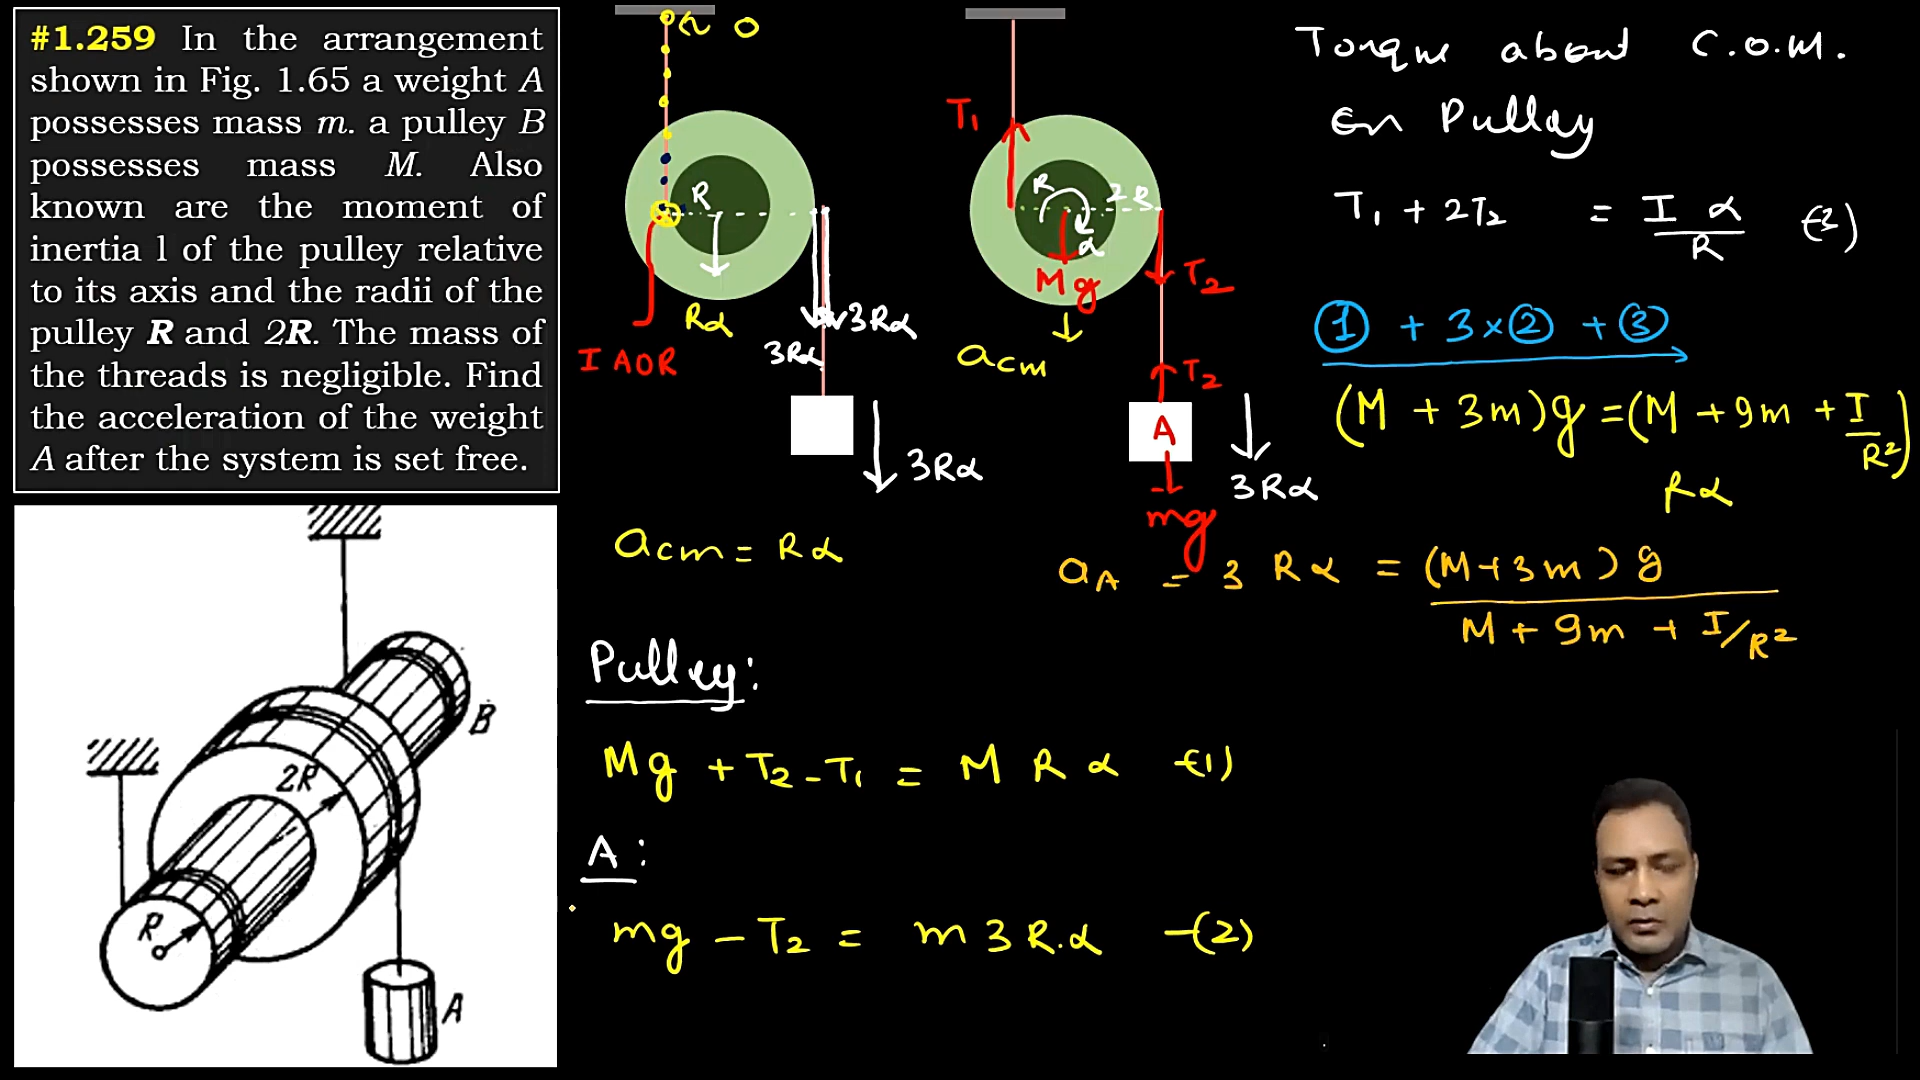 #1.259 In the arrangement
shown in Fig. 1.65 a weight A
possesses mass m. a pulley B
possesses mass M. Also
known are the moment of
inertia l of the pulley relative
to its axis and the radii of the
pulley R and 2R. The mass of
the threads is negligible. Find
the acceleration of the weight
A after the system is set free.
2R
B
R
A
0
R
Rα
3Rα
3Rα
IAOR
3Rα
acm = Rα
T1
R
2R
α
Mg
T2
acm
T2
A
3Rα
mg
Pulley:
Mg + T2 - T1 = M R α -(1)
A:
mg - T2 = m 3 R.α -(2)
Torque about C.O.M.
on Pulley
T1 + 2T2 = I α / R -(3)
① + 3×② + ③
(M + 3m)g = (M + 9m + I/R²)
Rα
aA = 3 Rα = (M+3m)g / M + 9m + I/R²